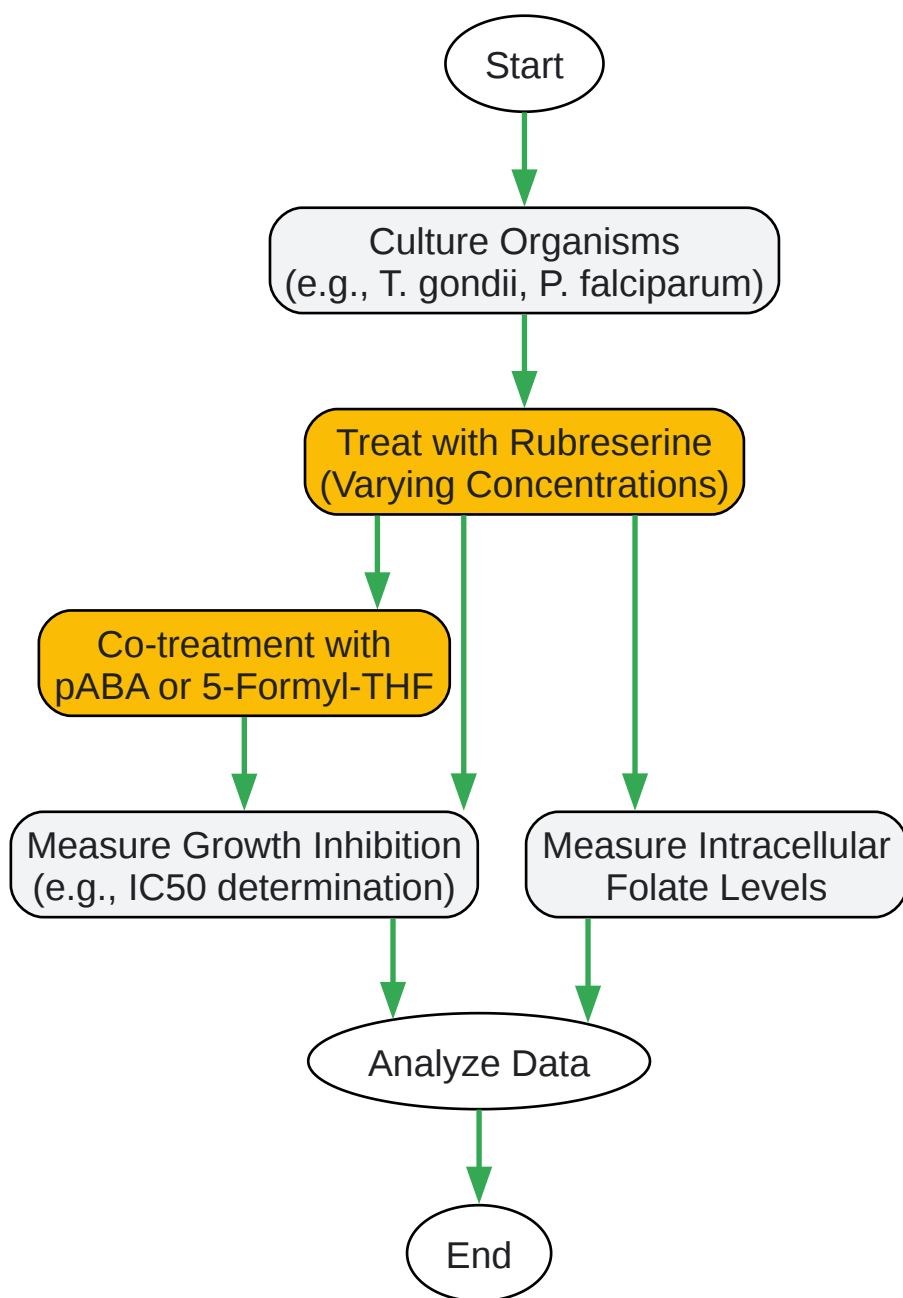 Start
Culture Organisms
(e.g., T. gondii, P. falciparum)
Treat with Rubreserine
(Varying Concentrations)
Co-treatment with
pABA or 5-Formyl-THF
Measure Growth Inhibition
(e.g., IC50 determination)
Measure Intracellular
Folate Levels
Analyze Data
End